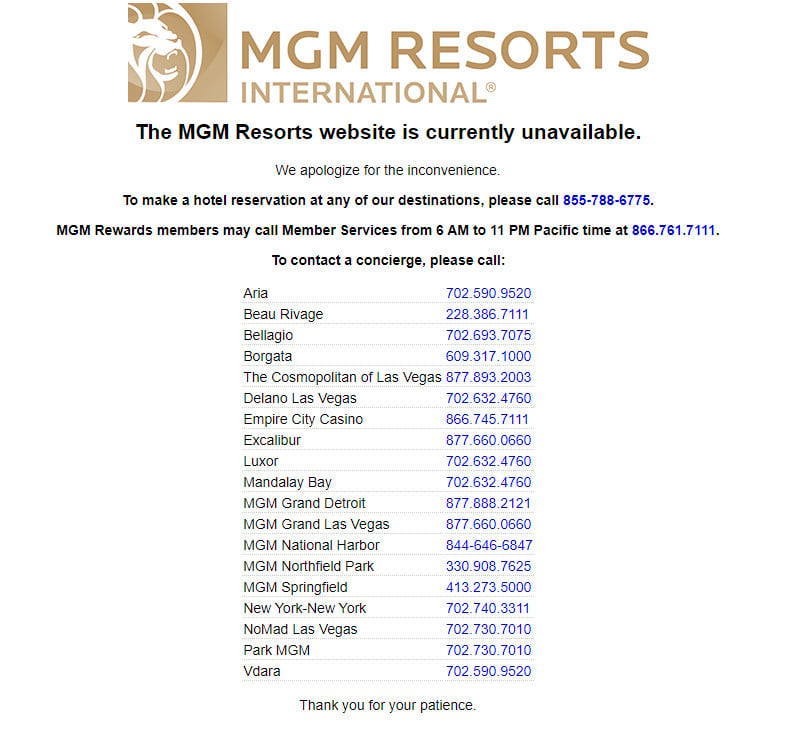 MGM RESORTS
INTERNATIONAL®
The MGM Resorts website is currently unavailable.
We apologize for the inconvenience.
To make a hotel reservation at any of our destinations, please call 855-788-6775.
MGM Rewards members may call Member Services from 6 AM to 11 PM Pacific time at 866.761.7111.
To contact a concierge, please call:
Aria 702.590.9520
Beau Rivage 228.386.7111
Bellagio 702.693.7075
Borgata 609.317.1000
The Cosmopolitan of Las Vegas 877.893.2003
Delano Las Vegas 702.632.4760
Empire City Casino 866.745.7111
Excalibur 877.660.0660
Luxor 702.632.4760
Mandalay Bay 702.632.4760
MGM Grand Detroit 877.888.2121
MGM Grand Las Vegas 877.660.0660
MGM National Harbor 844-646-6847
MGM Northfield Park 330.908.7625
MGM Springfield 413.273.5000
New York-New York 702.740.3311
NoMad Las Vegas 702.730.7010
Park MGM 702.730.7010
Vdara 702.590.9520
Thank you for your patience.